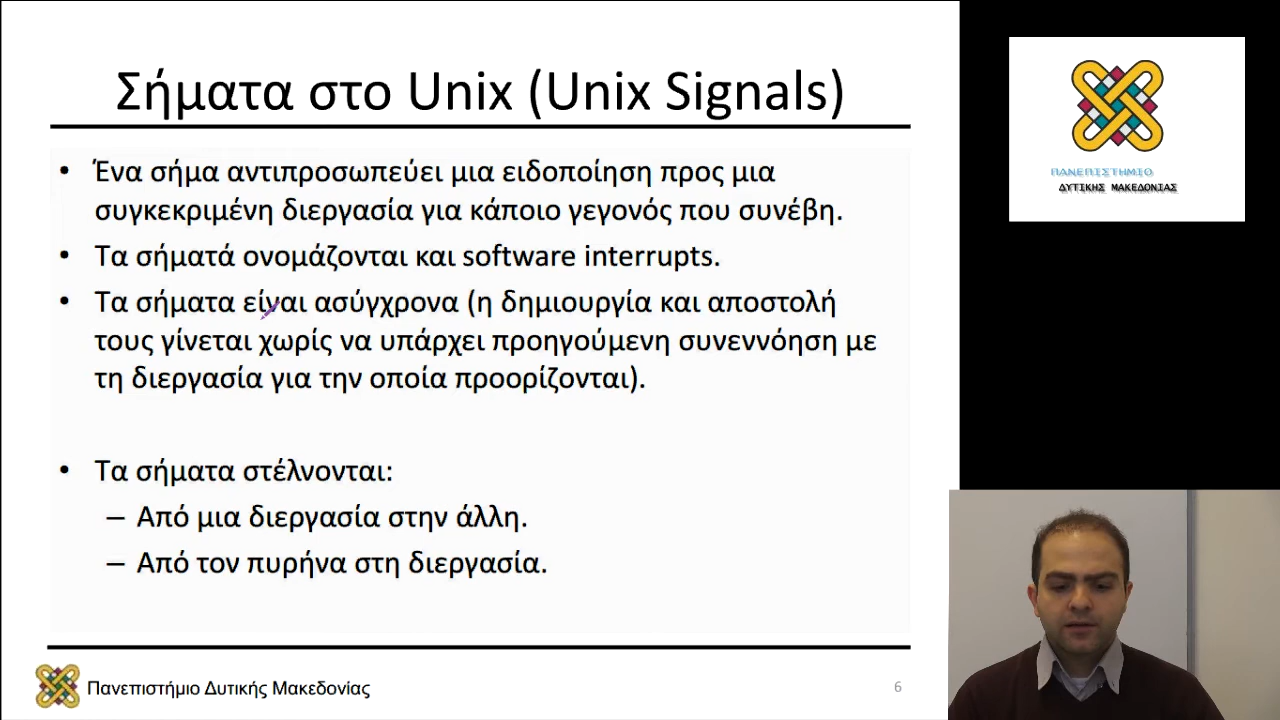 Σήματα στο Unix (Unix Signals)
• Ένα σήμα αντιπροσωπεύει μια ειδοποίηση προς μια
συγκεκριμένη διεργασία για κάποιο γεγονός που συνέβη.
• Τα σήματά ονομάζονται και software interrupts.
• Τα σήματα είναι ασύγχρονα (η δημιουργία και αποστολή
τους γίνεται χωρίς να υπάρχει προηγούμενη συνεννόηση με
τη διεργασία για την οποία προορίζονται).
• Τα σήματα στέλνονται:
– Από μια διεργασία στην άλλη.
– Από τον πυρήνα στη διεργασία.
Πανεπιστήμιο Δυτικής Μακεδονίας
6
ΠΑΝΕΠΙΣΤΗΜΙΟ
ΔΥΤΙΚΗΣ ΜΑΚΕΔΟΝΙΑΣ